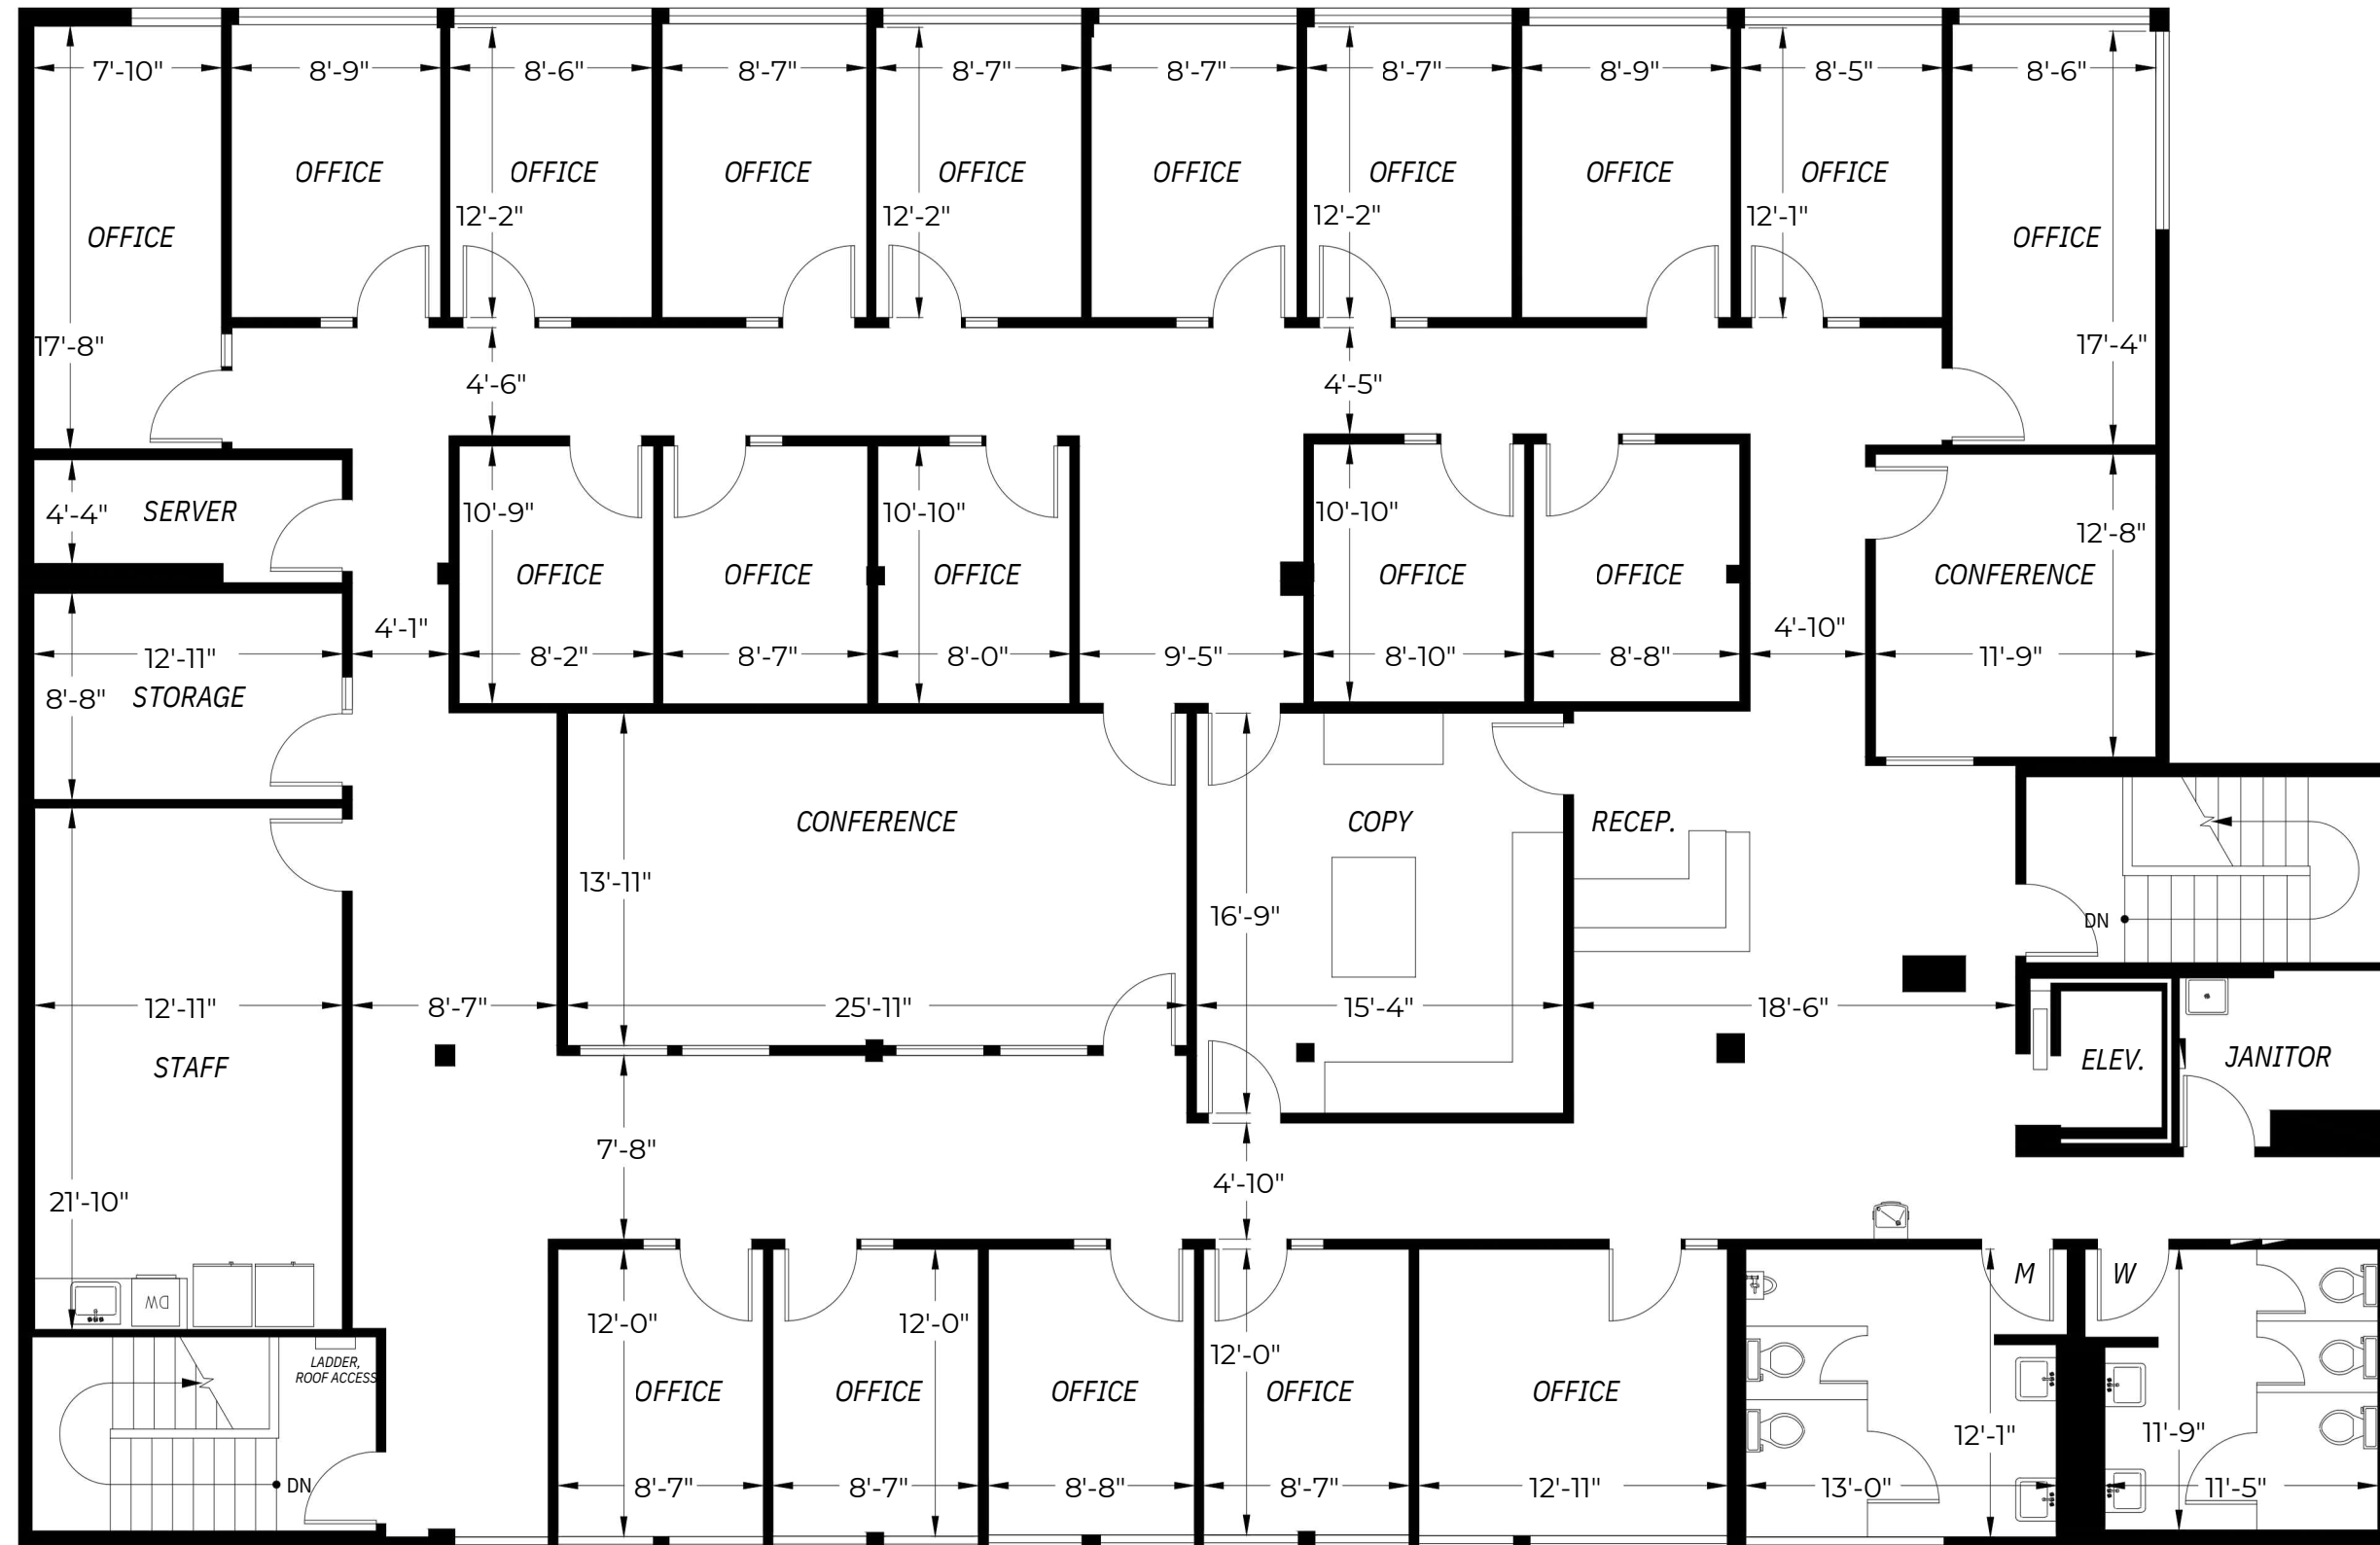 7'-10"
8'-9"
8'-6"
8'-7"
8'-7"
8'-7"
8'-7"
8'-9"
8'-5"
8'-6"
OFFICE
OFFICE
OFFICE
OFFICE
OFFICE
OFFICE
OFFICE
OFFICE
12'-2"
12'-2"
12'-2"
12'-1"
OFFICE
OFFICE
17'-8"
17'-4"
4'-6"
4'-5"
4'-4"
SERVER
10'-9"
10'-10"
10'-10"
12'-8"
OFFICE
OFFICE
OFFICE
OFFICE
OFFICE
CONFERENCE
4'-1"
4'-10"
12'-11"
8'-2"
8'-7"
8'-0"
9'-5"
8'-10"
8'-8"
11'-9"
8'-8"
STORAGE
CONFERENCE
COPY
RECEP.
13'-11"
16'-9"
DN
12'-11"
8'-7"
25'-11"
15'-4"
18'-6"
STAFF
ELEV.
JANITOR
7'-8"
4'-10"
21'-10"
M
W
DW
12'-0"
12'-0"
12'-0"
LADDER,
ROOF ACCESS
OFFICE
OFFICE
OFFICE
OFFICE
OFFICE
12'-1"
11'-9"
DN
8'-7"
8'-7"
8'-8"
8'-7"
12'-11"
13'-0"
11'-5"